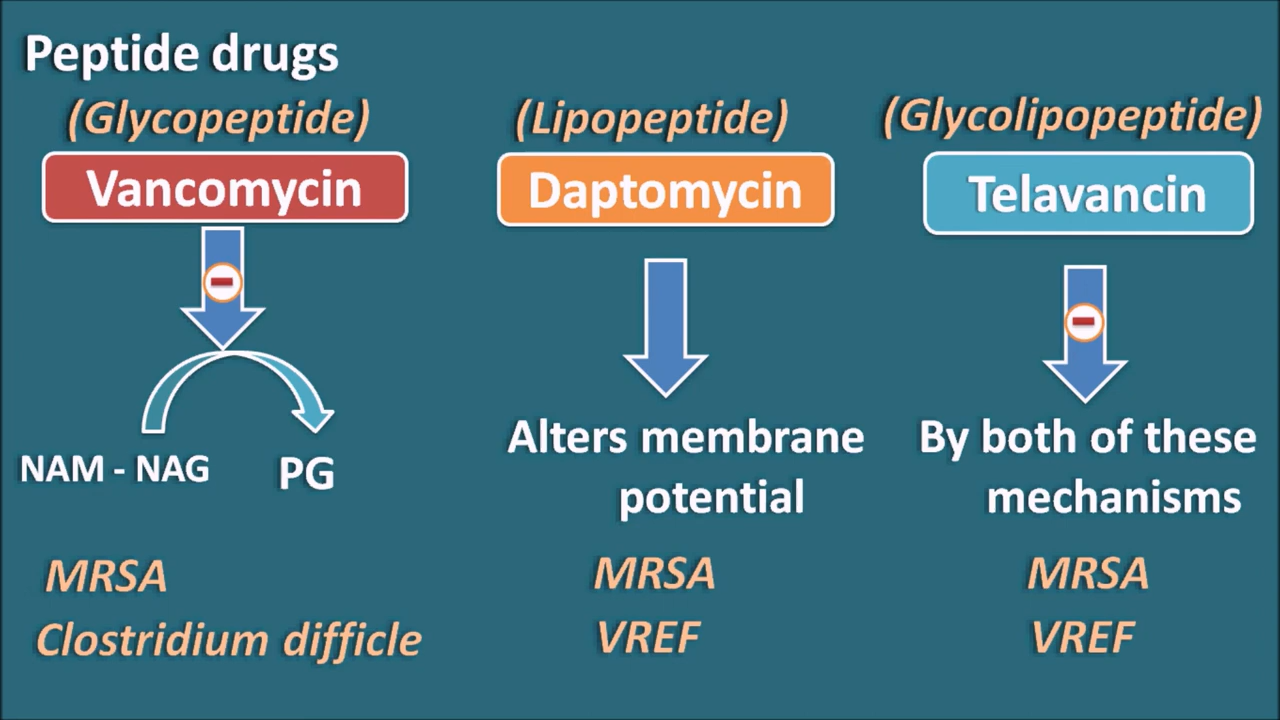 Peptide drugs
(Glycopeptide)
Vancomycin
NAM - NAG
PG
MRSA
Clostridium difficle
(Lipopeptide)
Daptomycin
Alters membrane
potential
MRSA
VREF
(Glycolipopeptide)
Telavancin
By both of these
mechanisms
MRSA
VREF